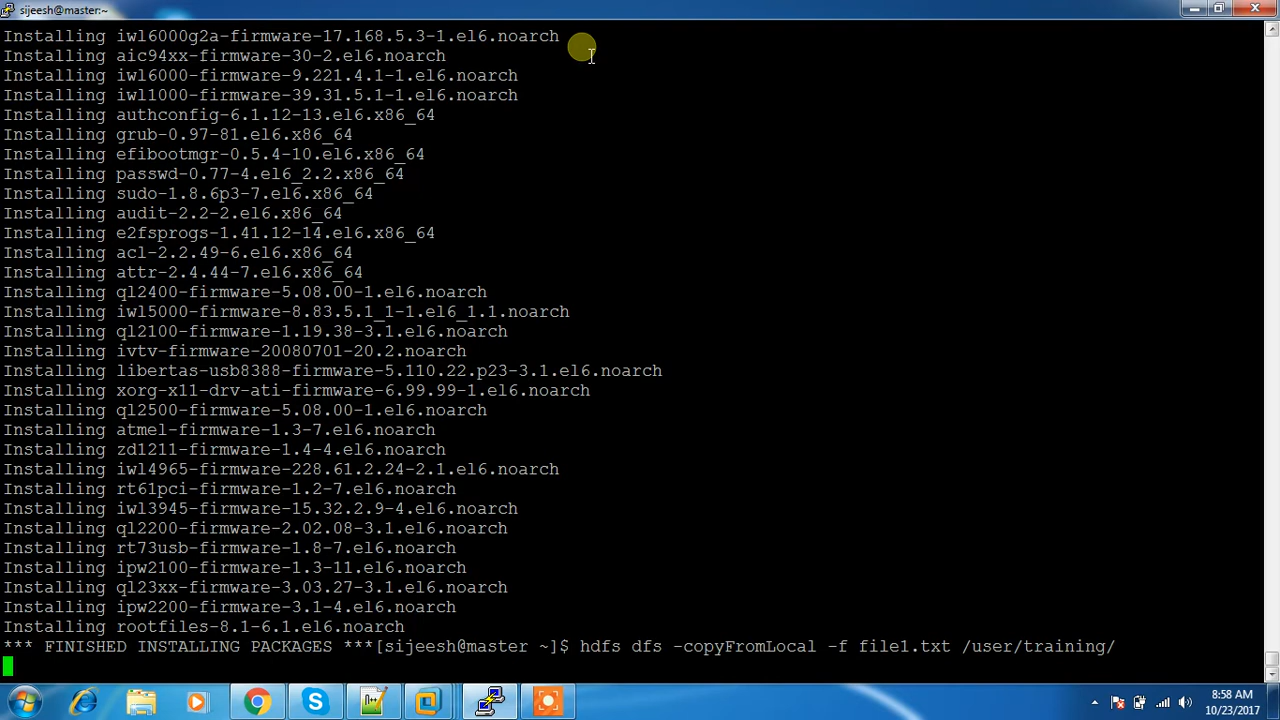 sijeesh@master:~
Installing iwl6000g2a-firmware-17.168.5.3-1.el6.noarch
Installing aic94xx-firmware-30-2.el6.noarch
Installing iwl6000-firmware-9.221.4.1-1.el6.noarch
Installing iwl1000-firmware-39.31.5.1-1.el6.noarch
Installing authconfig-6.1.12-13.el6.x86_64
Installing grub-0.97-81.el6.x86_64
Installing efibootmgr-0.5.4-10.el6.x86_64
Installing passwd-0.77-4.el6_2.2.x86_64
Installing sudo-1.8.6p3-7.el6.x86_64
Installing audit-2.2-2.el6.x86_64
Installing e2fsprogs-1.41.12-14.el6.x86_64
Installing acl-2.2.49-6.el6.x86_64
Installing attr-2.4.44-7.el6.x86_64
Installing ql2400-firmware-5.08.00-1.el6.noarch
Installing iwl5000-firmware-8.83.5.1_1-1.el6_1.1.noarch
Installing ql2100-firmware-1.19.38-3.1.el6.noarch
Installing ivtv-firmware-20080701-20.2.noarch
Installing libertas-usb8388-firmware-5.110.22.p23-3.1.el6.noarch
Installing xorg-x11-drv-ati-firmware-6.99.99-1.el6.noarch
Installing ql2500-firmware-5.08.00-1.el6.noarch
Installing atmel-firmware-1.3-7.el6.noarch
Installing zd1211-firmware-1.4-4.el6.noarch
Installing iwl4965-firmware-228.61.2.24-2.1.el6.noarch
Installing rt61pci-firmware-1.2-7.el6.noarch
Installing iwl3945-firmware-15.32.2.9-4.el6.noarch
Installing ql2200-firmware-2.02.08-3.1.el6.noarch
Installing rt73usb-firmware-1.8-7.el6.noarch
Installing ipw2100-firmware-1.3-11.el6.noarch
Installing ql23xx-firmware-3.03.27-3.1.el6.noarch
Installing ipw2200-firmware-3.1-4.el6.noarch
Installing rootfiles-8.1-6.1.el6.noarch
*** FINISHED INSTALLING PACKAGES ***[sijeesh@master ~]$ hdfs dfs -copyFromLocal -f file1.txt /user/training/
8:58 AM
10/23/2017